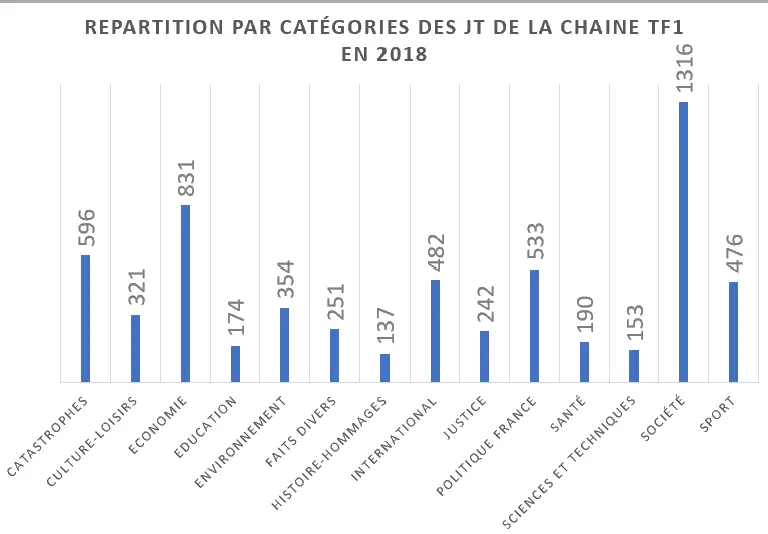 REPARTITION PAR CATÉGORIES DES JT DE LA CHAINE TF1
EN 2018
596
321
831
174
354
251
137
482
242
533
190
153
1316
476
CATASTROPHES
CULTURE-LOISIRS
ECONOMIE
EDUCATION
ENVIRONNEMENT
FAITS DIVERS
HISTOIRE-HOMMAGES
INTERNATIONAL
JUSTICE
POLITIQUE FRANCE
SANTÉ
SCIENCES ET TECHNIQUES
SOCIÉTÉ
SPORT